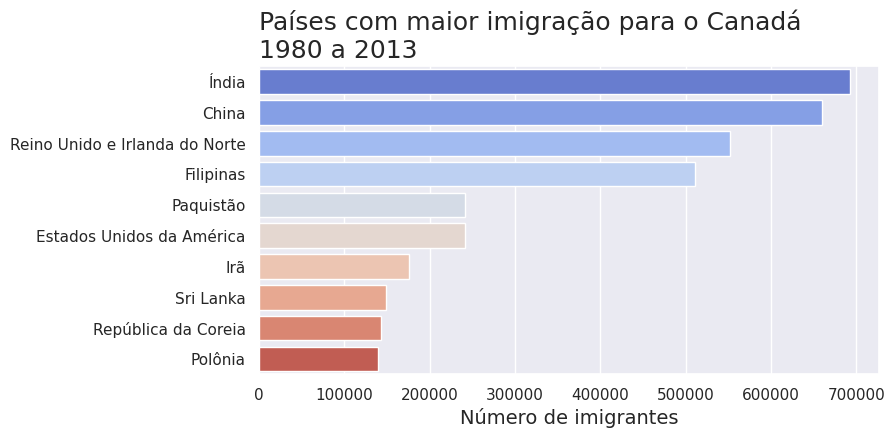 Países com maior imigração para o Canadá
1980 a 2013
Índia
China
Reino Unido e Irlanda do Norte
Filipinas
Paquistão
Estados Unidos da América
Irã
Sri Lanka
República da Coreia
Polônia
0 100000 200000 300000 400000 500000 600000 700000
Número de imigrantes